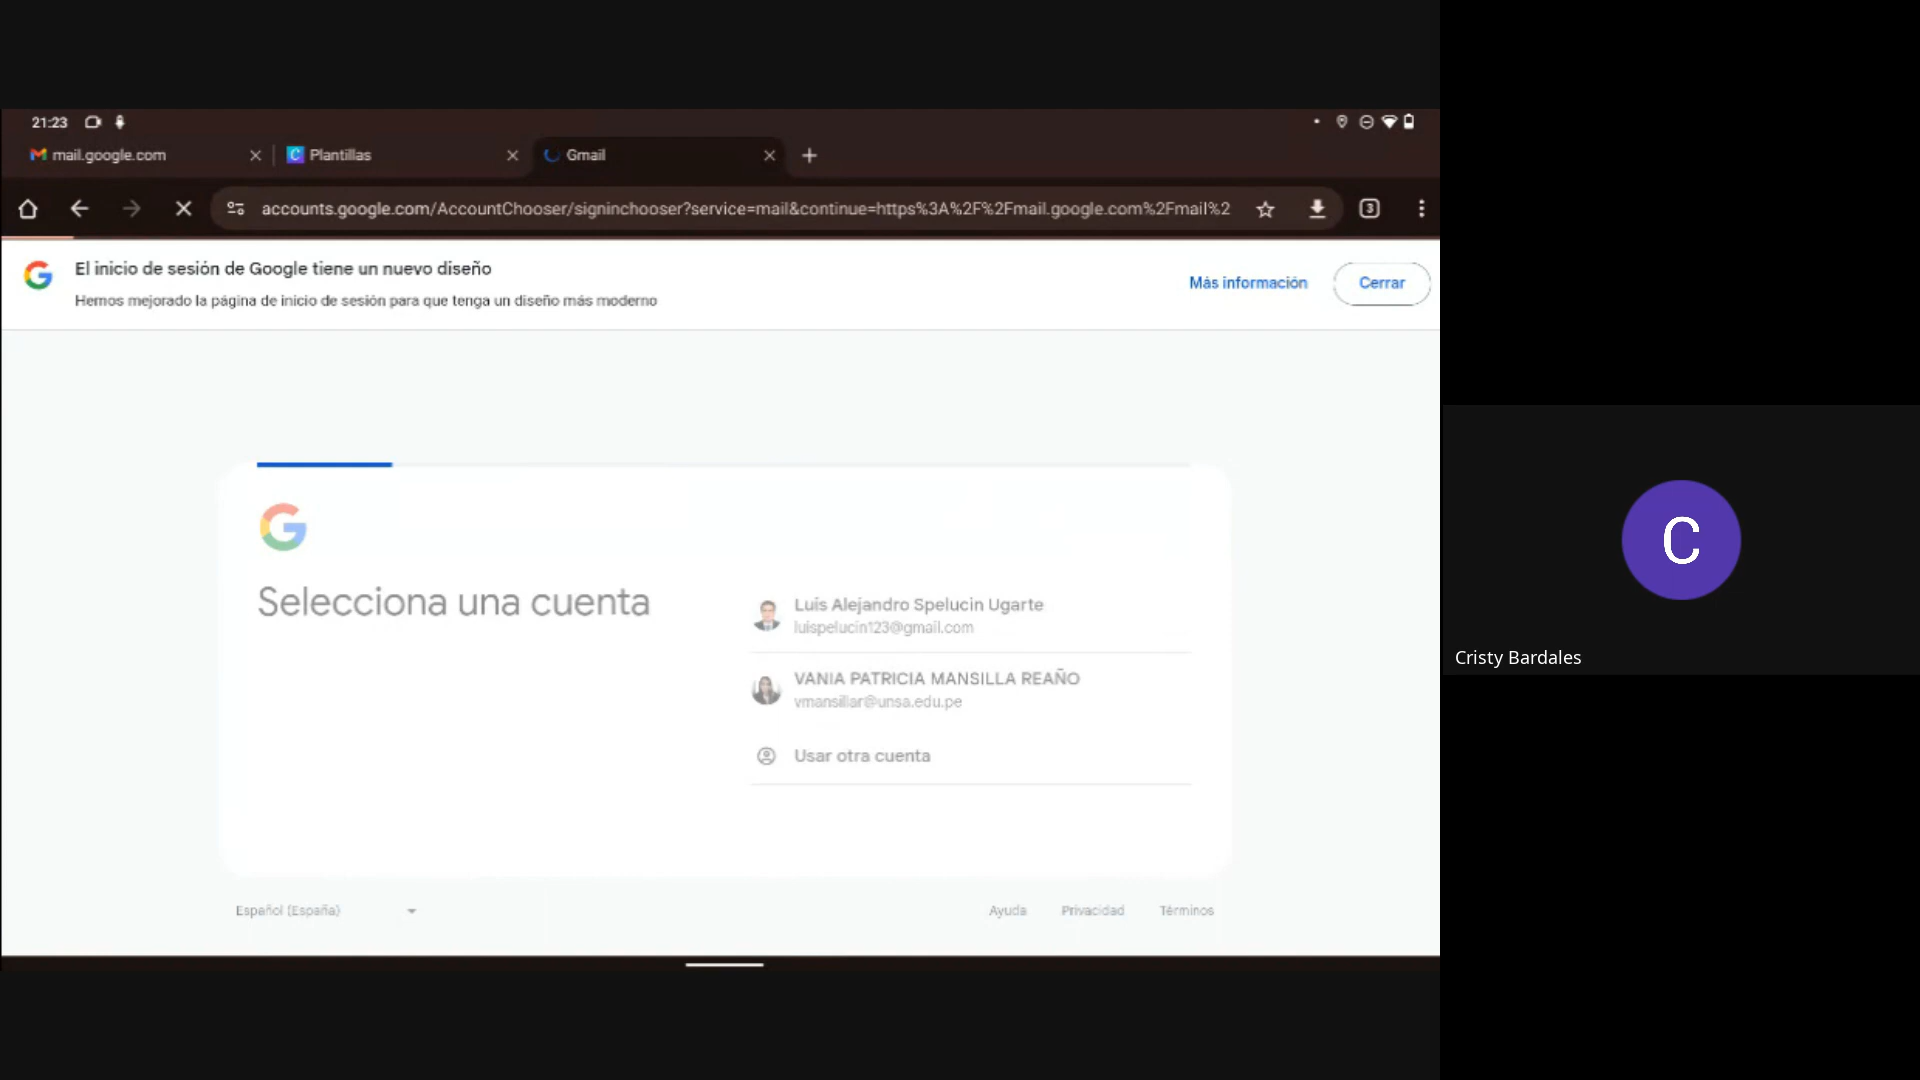 21:23
mail.google.com
Plantillas
Gmail
accounts.google.com/AccountChooser/signinchooser?service=mail&continue=https%3A%2F%2Fmail.google.com%2Fmail%2
3
El inicio de sesión de Google tiene un nuevo diseño
Hemos mejorado la página de inicio de sesión para que tenga un diseño más moderno
Más información
Cerrar
Selecciona una cuenta
Luis Alejandro Spelucin Ugarte
luispelucin123@gmail.com
VANIA PATRICIA MANSILLA REAÑO
vmansillar@unsa.edu.pe
Usar otra cuenta
Español (España)
Ayuda
Privacidad
Términos
C
Cristy Bardales